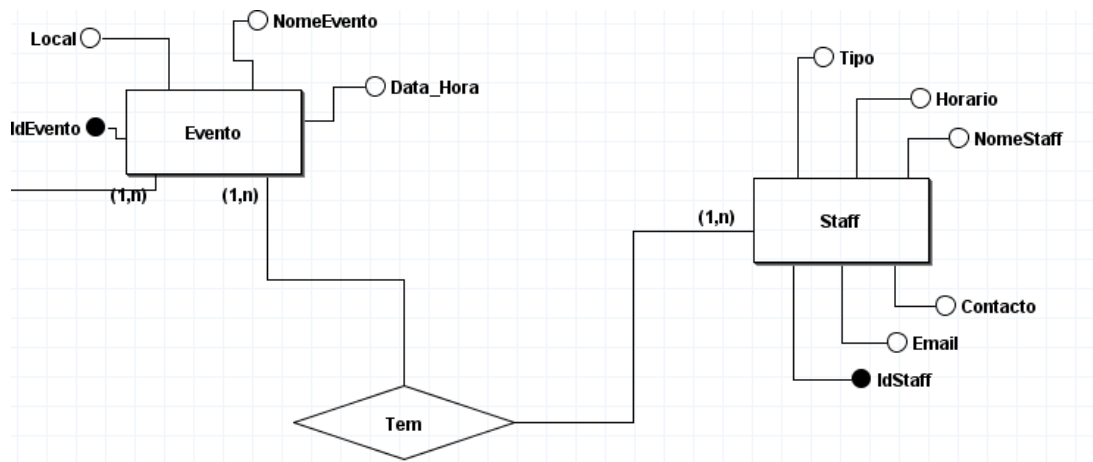 NomeEvento
Local
Data_Hora
IdEvento
Evento
(1,n)
(1,n)
Tipo
Horario
NomeStaff
(1,n)
Staff
Contacto
Email
IdStaff
Tem